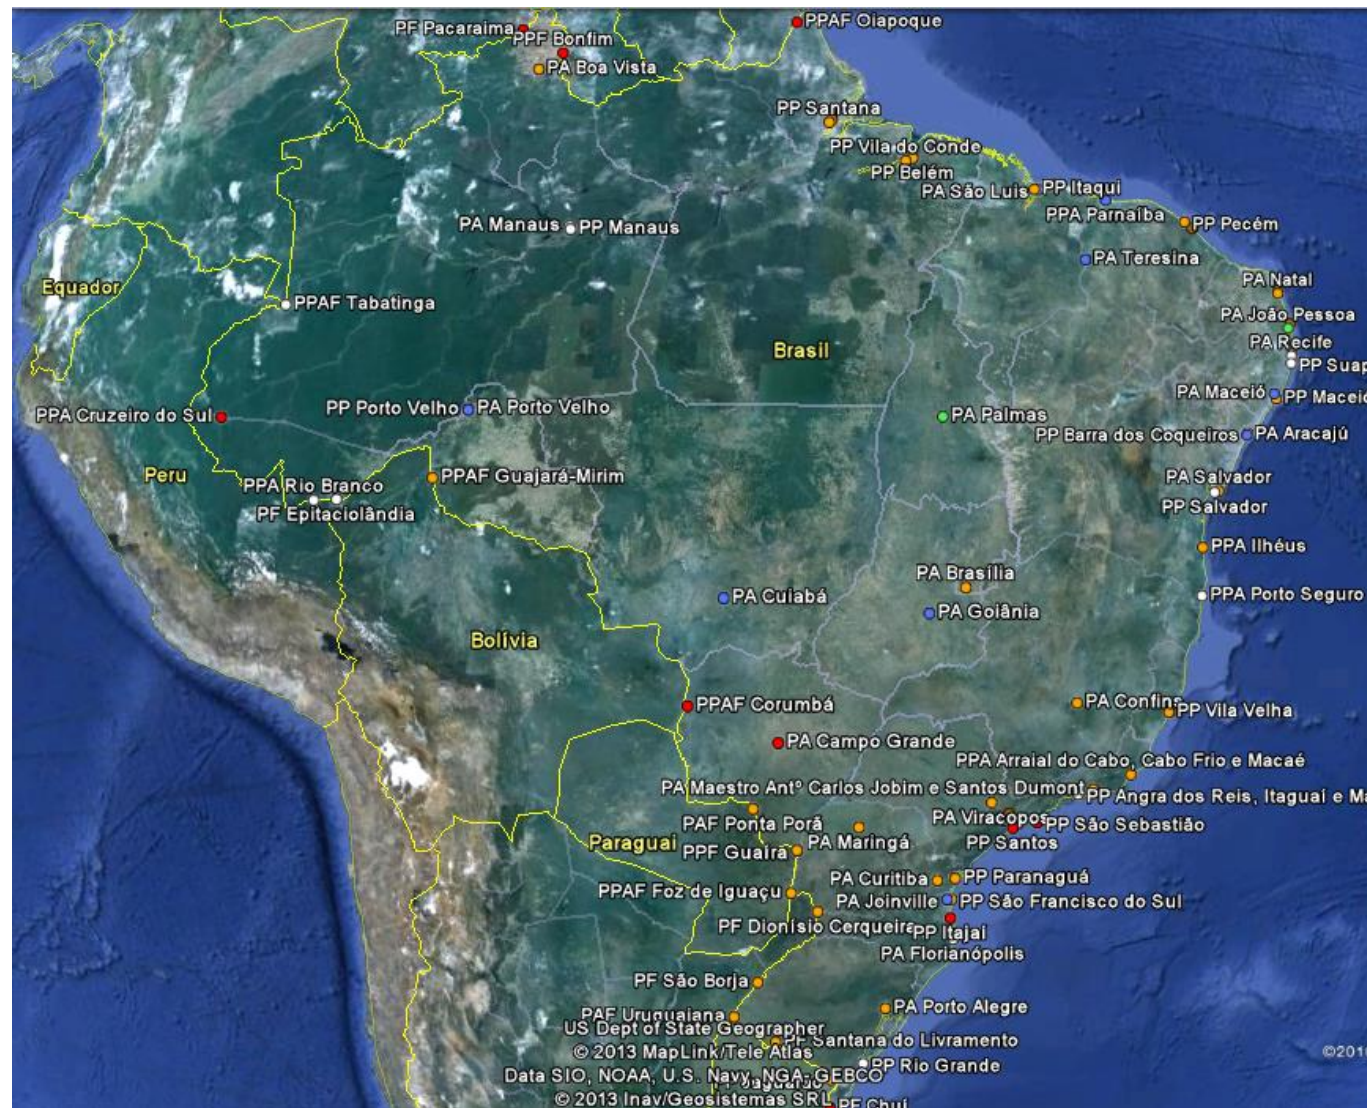 PF Pacaraima
PPAF Oiapoque
PPF Bonfim
PA Boa Vista
PP Santana
PP Vila do Conde
PP Belém
PA São Luis
PP Itaqui
PPA Parnaíba
PP Pecém
PA Manaus
PP Manaus
PA Teresina
Equador
PA Natal
PPAF Tabatinga
PA João Pessoa
PA Recife
Brasil
PP Suap
PA Maceió
PP Maceió
PPA Cruzeiro do Sul
PP Porto Velho
PA Porto Velho
PA Palmas
PP Barra dos Coqueiros
PA Aracajú
Peru
PPAF Guajará-Mirim
PA Salvador
PPA Rio Branco
PP Salvador
PF Epitaciolândia
PPA Ilhéus
PA Brasília
PA Cuiabá
PPA Porto Seguro
PA Goiânia
Bolívia
PPAF Corumbá
PA Confins
PP Vila Velha
PA Campo Grande
PPA Arraial do Cabo, Cabo Frio e Macaé
PA Maestro Antº Carlos Jobim e Santos Dumont
PP Angra dos Reis, Itaguaí e Ma
PAF Ponta Porã
PA Viracopos
PP São Sebastião
Paraguai
PA Maringá
PP Santos
PPF Guaíra
PA Curitiba
PP Paranaguá
PPAF Foz de Iguaçu
PA Joinville
PP São Francisco do Sul
PF Dionísio Cerqueira
PP Itajaí
PA Florianópolis
PF São Borja
PA Porto Alegre
PAF Uruguaiana
US Dept of State Geographer
PF Santana do Livramento
© 2013 MapLink/Tele Atlas
©2010
PP Rio Grande
Data SIO, NOAA, U.S. Navy, NGA, GEBCO
© 2013 Inav/Geosistemas SRL
PF Chuí